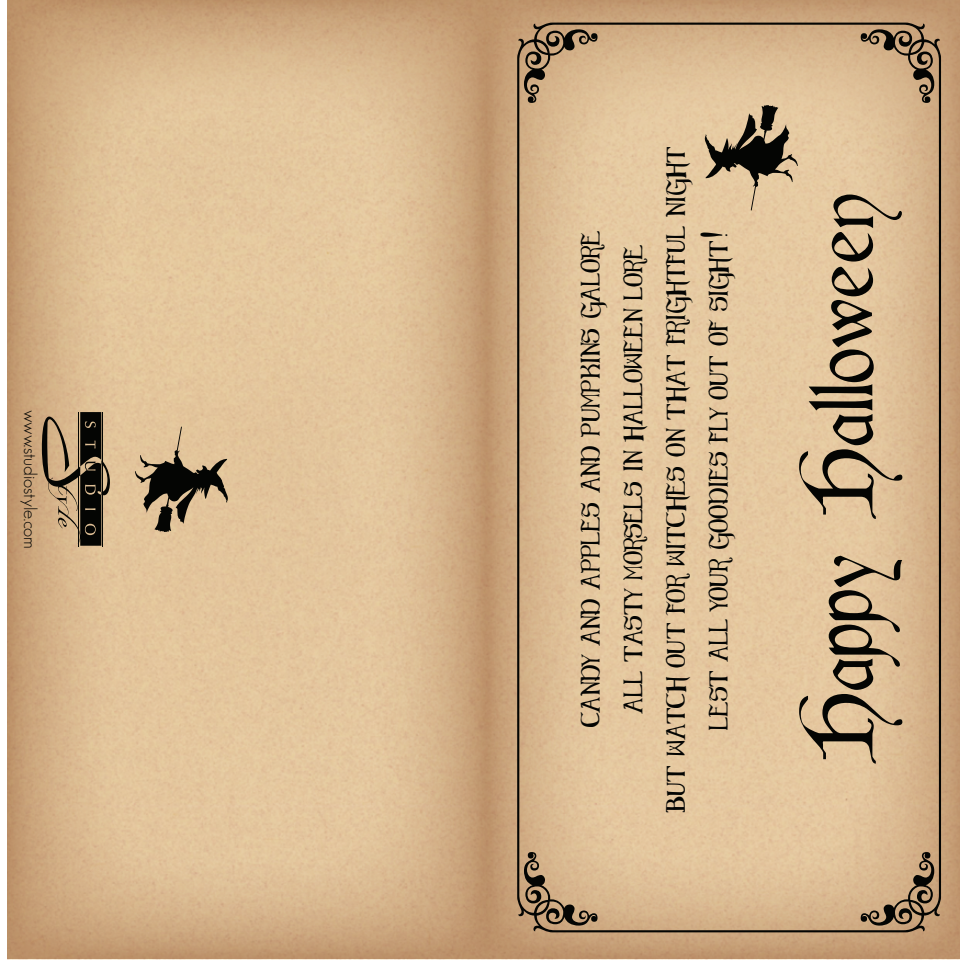 CANDY AND APPLES AND PUMPKINS GALORE
ALL TASTY MORSELS IN HALLOWEEN LORE
BUT WATCH OUT FOR WITCHES ON THAT FRIGHTFUL NIGHT
LEST ALL YOUR GOODIES FLY OUT OF SIGHT!
Happy Halloween
STUDIO
Style
www.studiostyle.com